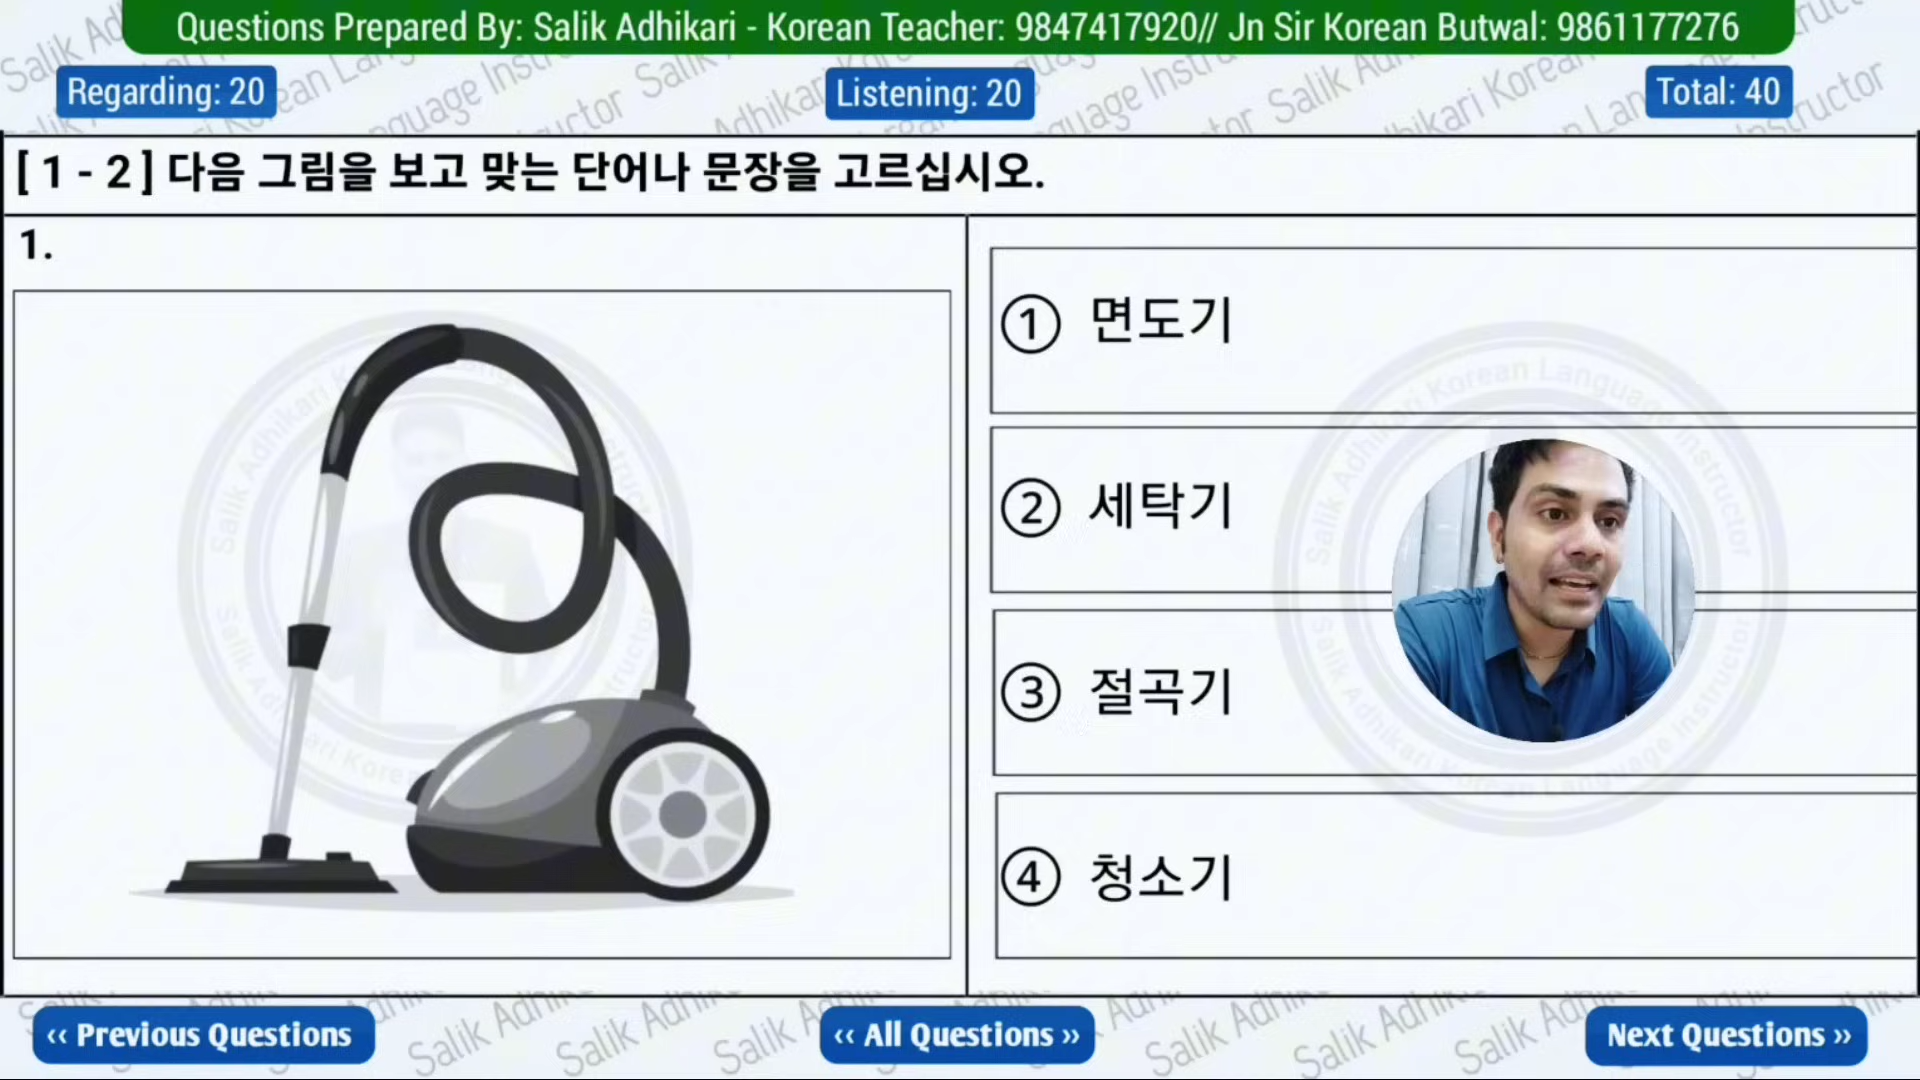 Questions Prepared By: Salik Adhikari - Korean Teacher: 9847417920// Jn Sir Korean Butwal: 9861177276
Regarding: 20
Listening: 20
Total: 40
[ 1 - 2 ] 다음 그림을 보고 맞는 단어나 문장을 고르십시오.
1.
① 면도기
② 세탁기
③ 절곡기
④ 청소기
‹‹ Previous Questions
‹‹ All Questions ››
Next Questions ››